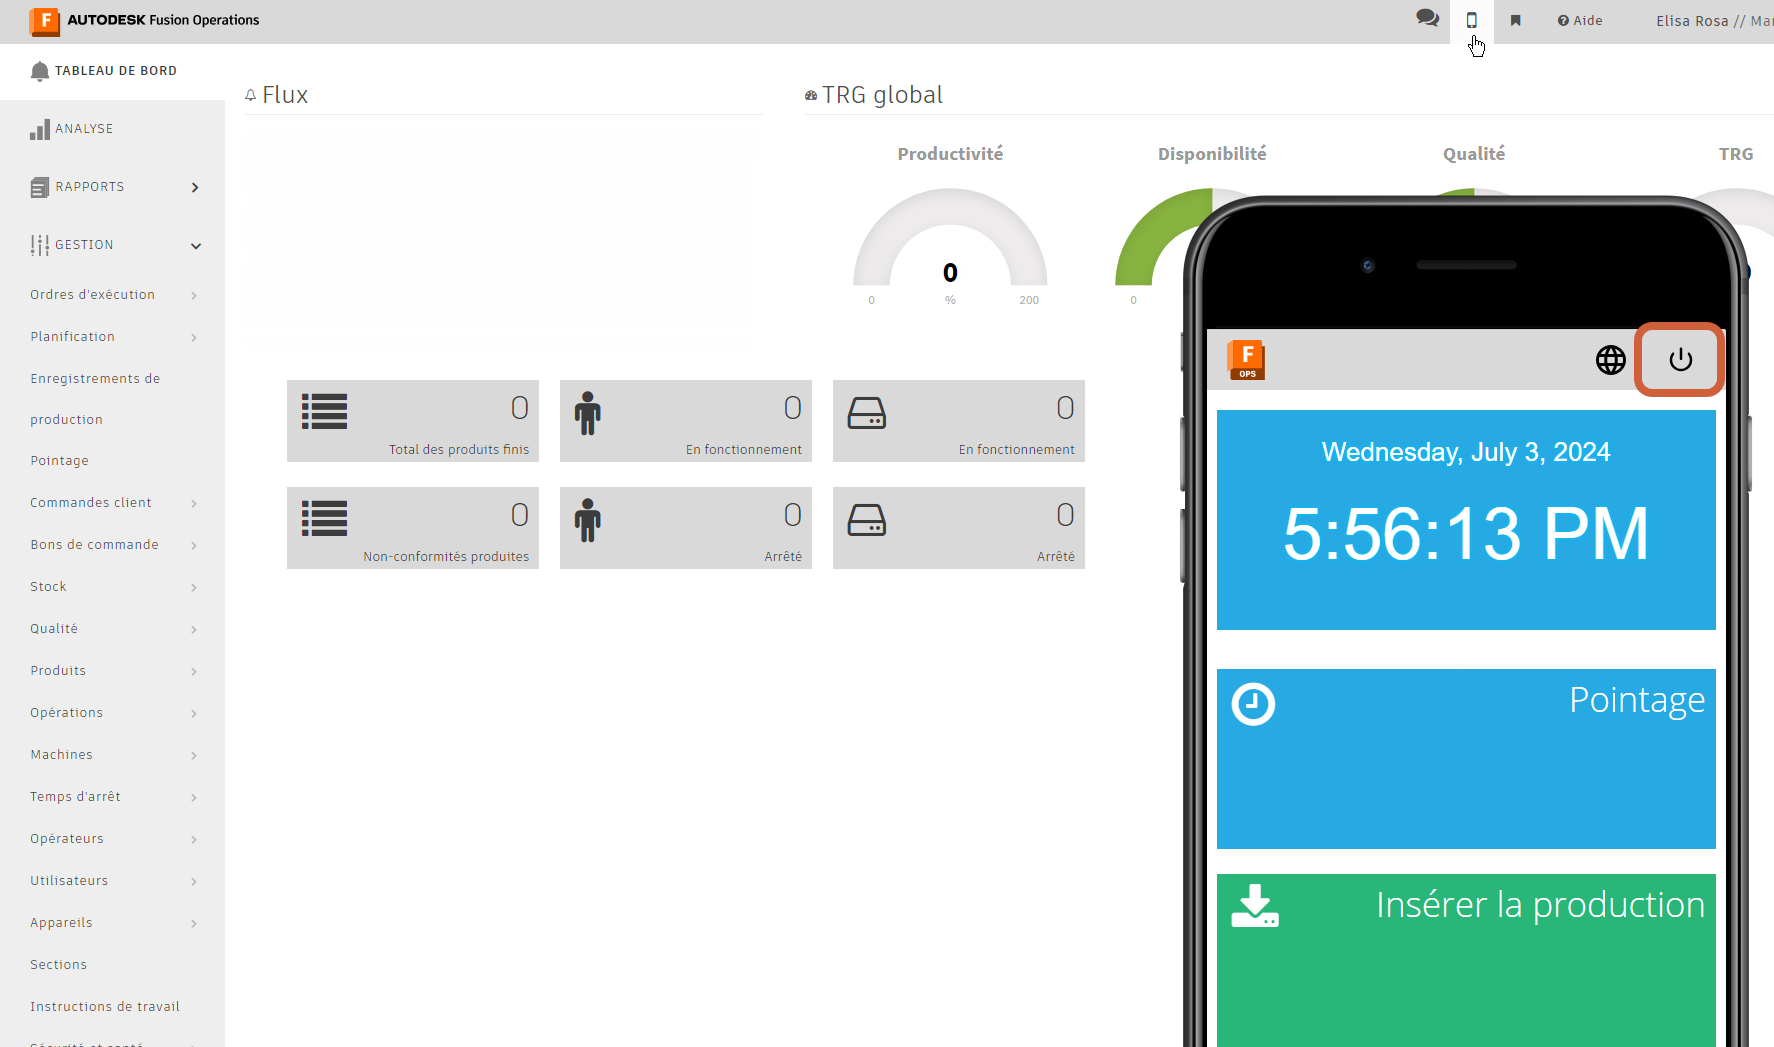 AUTODESK Fusion Operations
Aide
Elisa Rosa //
TABLEAU DE BORD
ANALYSE
RAPPORTS
GESTION
Ordres d'exécution
Planification
Enregistrements de
production
Pointage
Commandes client
Bons de commande
Stock
Qualité
Produits
Opérations
Machines
Temps d'arrêt
Opérateurs
Utilisateurs
Appareils
Sections
Instructions de travail
Sécurité et santé
Flux
TRG global
Productivité
Disponibilité
Qualité
TRG
0
0
%
200
0
0
Total des produits finis
0
En fonctionnement
0
En fonctionnement
0
Non-conformités produites
0
Arrêté
0
Arrêté
F
OPS
Wednesday, July 3, 2024
5:56:13 PM
Pointage
Insérer la production